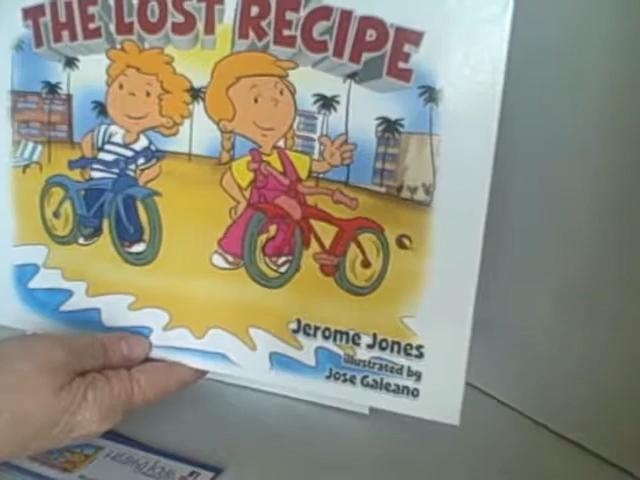 THE LOST RECIPE
Jerome Jones
illustrated by
Jose Galeano